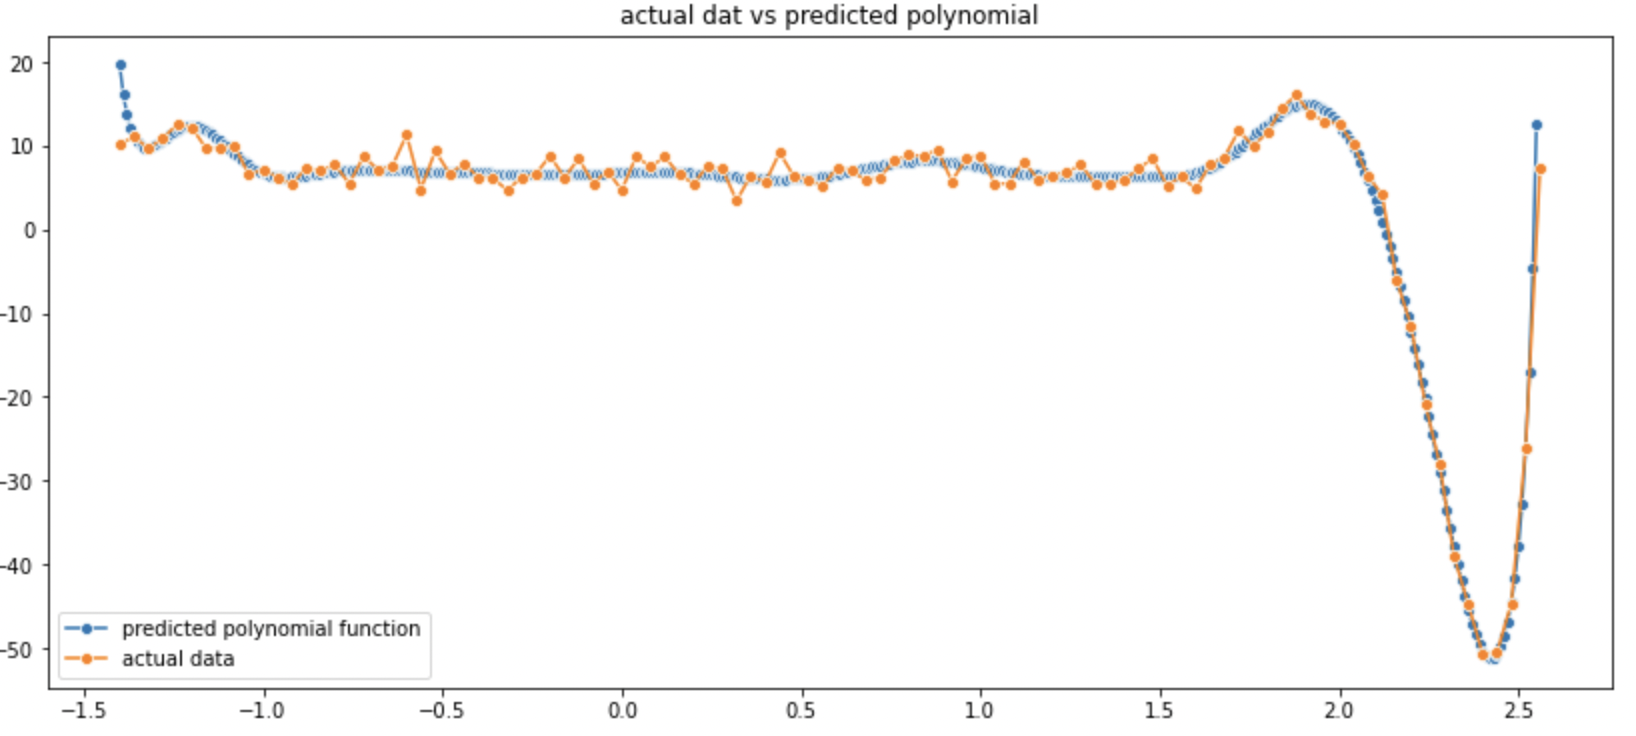 actual dat vs predicted polynomial
20
10
0
−10
−20
−30
−40
−50
predicted polynomial function
actual data
−1.5 −1.0 −0.5 0.0 0.5 1.0 1.5 2.0 2.5